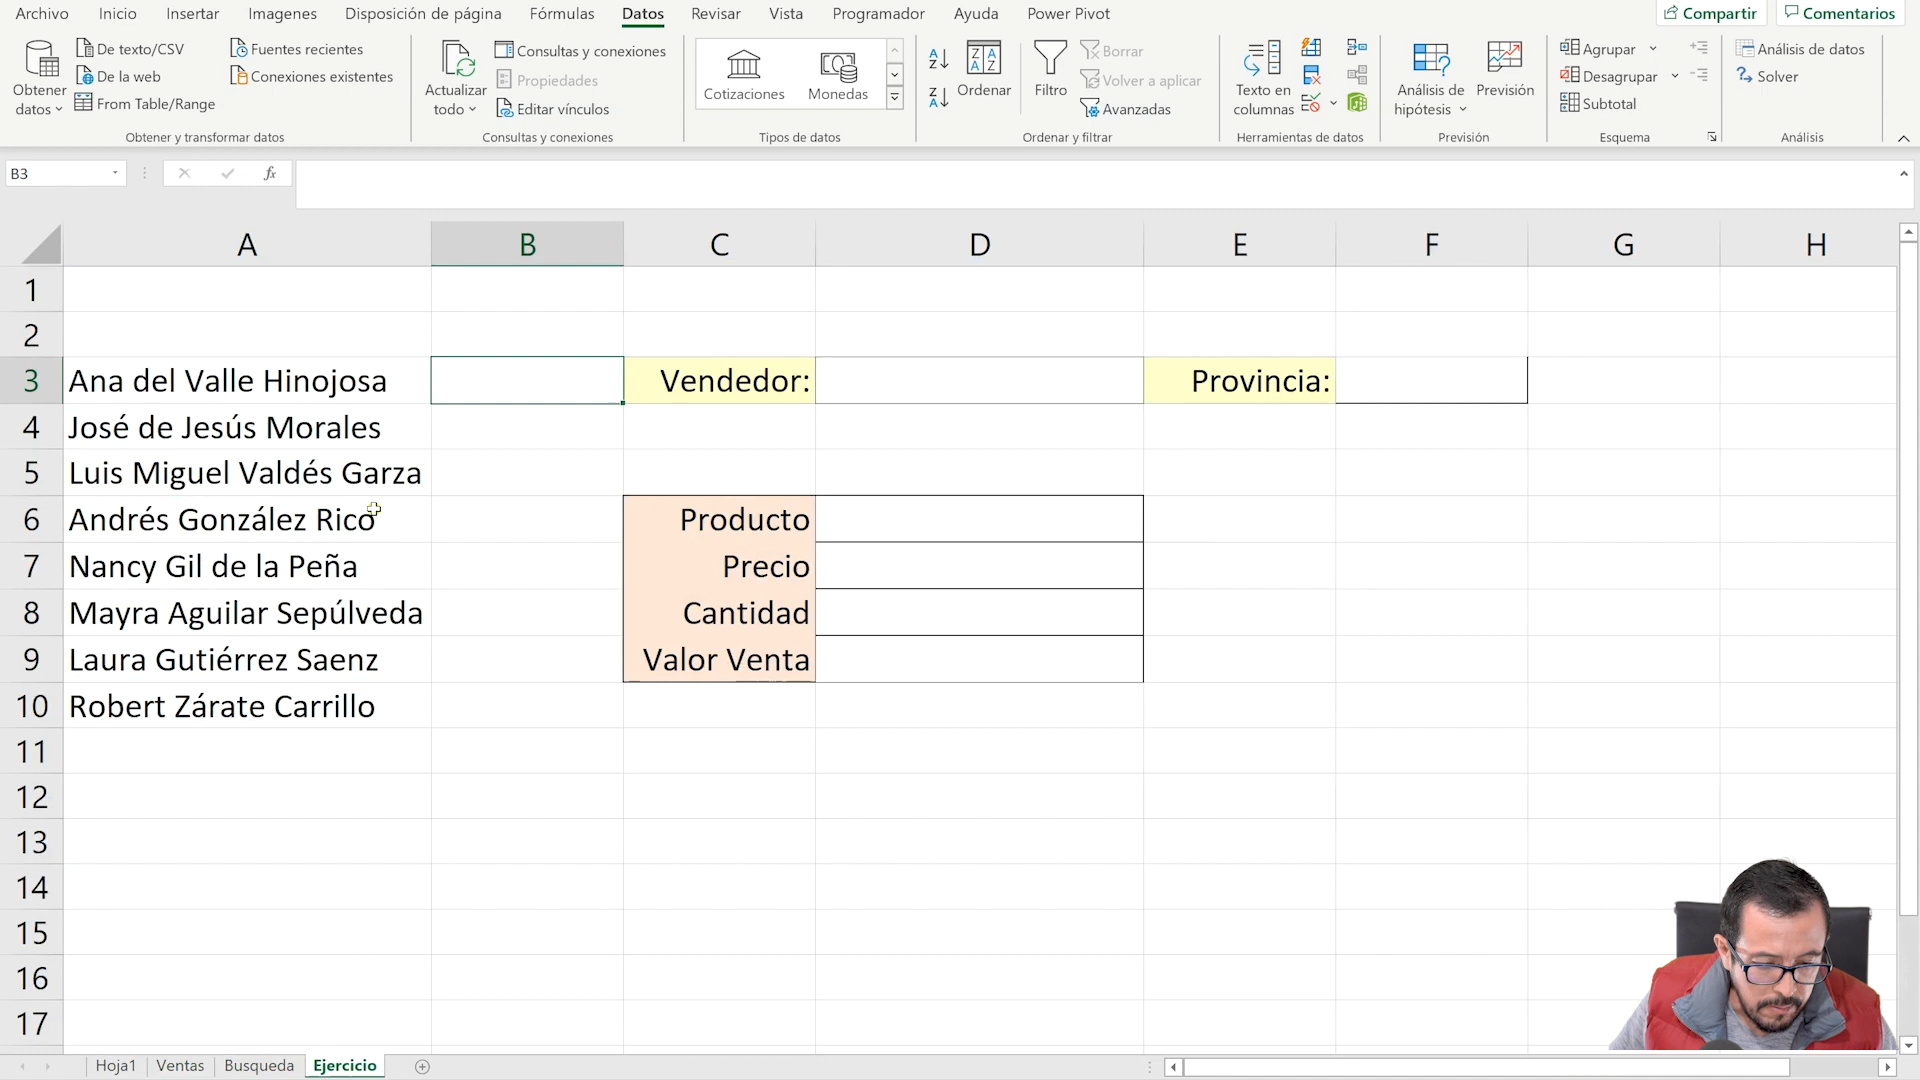 Archivo Inicio Insertar Imagenes Disposición de página Fórmulas Datos Revisar Vista Programador Ayuda Power Pivot Compartir Comentarios
Obtener datos
De texto/CSV
De la web
From Table/Range
Fuentes recientes
Conexiones existentes
Obtener y transformar datos
Actualizar todo
Consultas y conexiones
Propiedades
Editar vínculos
Consultas y conexiones
Cotizaciones
Monedas
Tipos de datos
A Z
Z A
Z A
A Z
Ordenar
Filtro
Borrar
Volver a aplicar
Avanzadas
Ordenar y filtrar
Texto en columnas
Herramientas de datos
Análisis de hipótesis
Previsión
Previsión
Agrupar
Desagrupar
Subtotal
Esquema
Análisis de datos
Solver
Análisis
B3 fx
A B C D E F G H
1
2
3 Ana del Valle Hinojosa Vendedor: Provincia:
4 José de Jesús Morales
5 Luis Miguel Valdés Garza
6 Andrés González Rico Producto
7 Nancy Gil de la Peña Precio
8 Mayra Aguilar Sepúlveda Cantidad
9 Laura Gutiérrez Saenz Valor Venta
10 Robert Zárate Carrillo
11
12
13
14
15
16
17
Hoja1 Ventas Busqueda Ejercicio